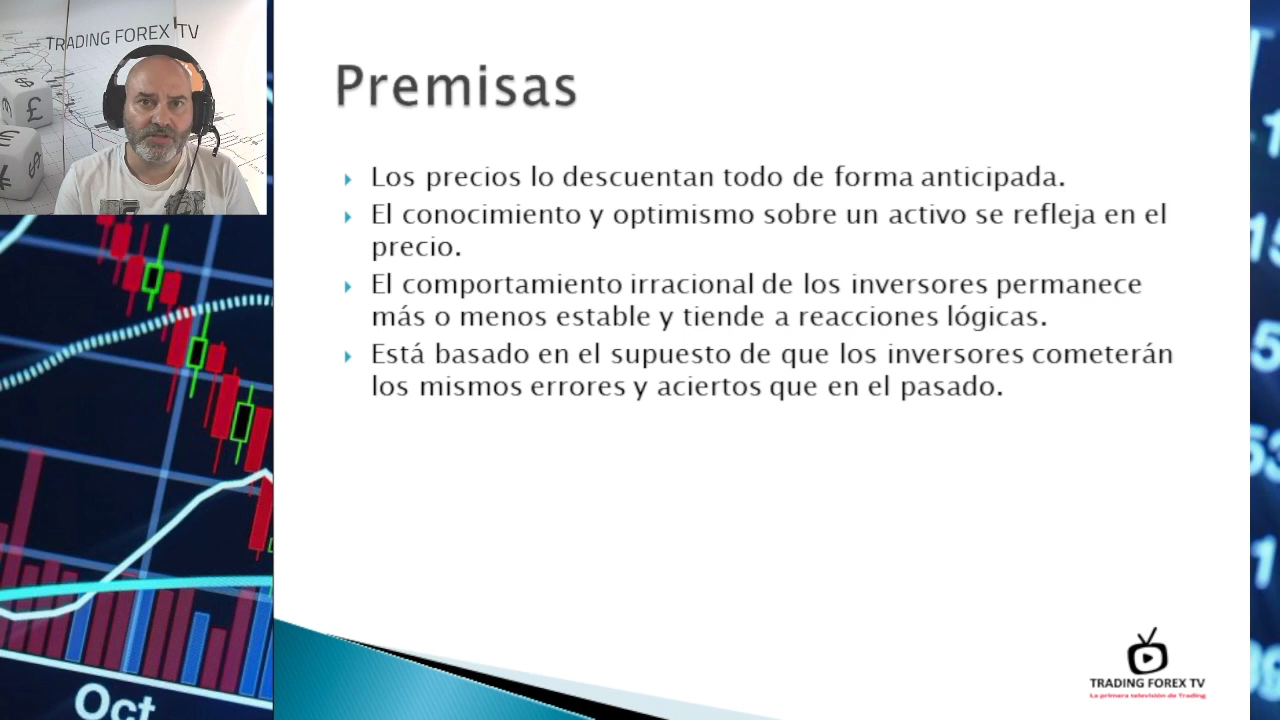 TRADING FOREX TV
Premisas
Los precios lo descuentan todo de forma anticipada.
El conocimiento y optimismo sobre un activo se refleja en el
precio.
El comportamiento irracional de los inversores permanece
más o menos estable y tiende a reacciones lógicas.
Está basado en el supuesto de que los inversores cometerán
los mismos errores y aciertos que en el pasado.
Oct
TRADING FOREX TV
La primera televisión de Trading